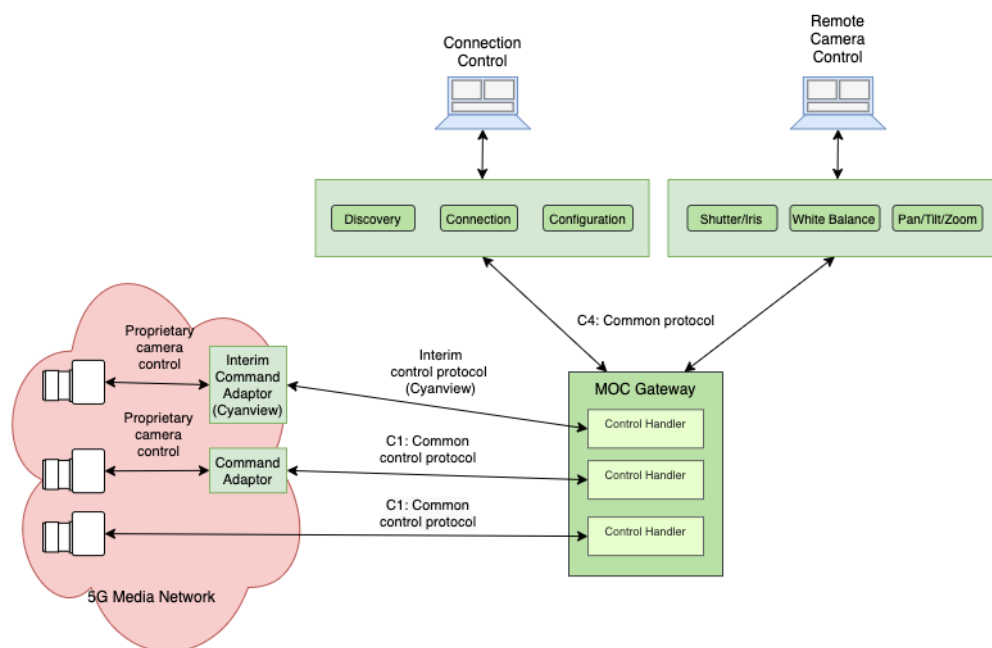 Connection
Control
Remote
Camera
Control
Discovery
Connection
Configuration
Shutter/Iris
White Balance
Pan/Tilt/Zoom
C4: Common protocol
Proprietary
camera
control
Interim
Command
Adaptor
(Cyanview)
Interim
control protocol
(Cyanview)
MOC Gateway
Control Handler
Proprietary
camera
control
Command
Adaptor
C1: Common
control protocol
Control Handler
C1: Common
control protocol
Control Handler
5G Media Network